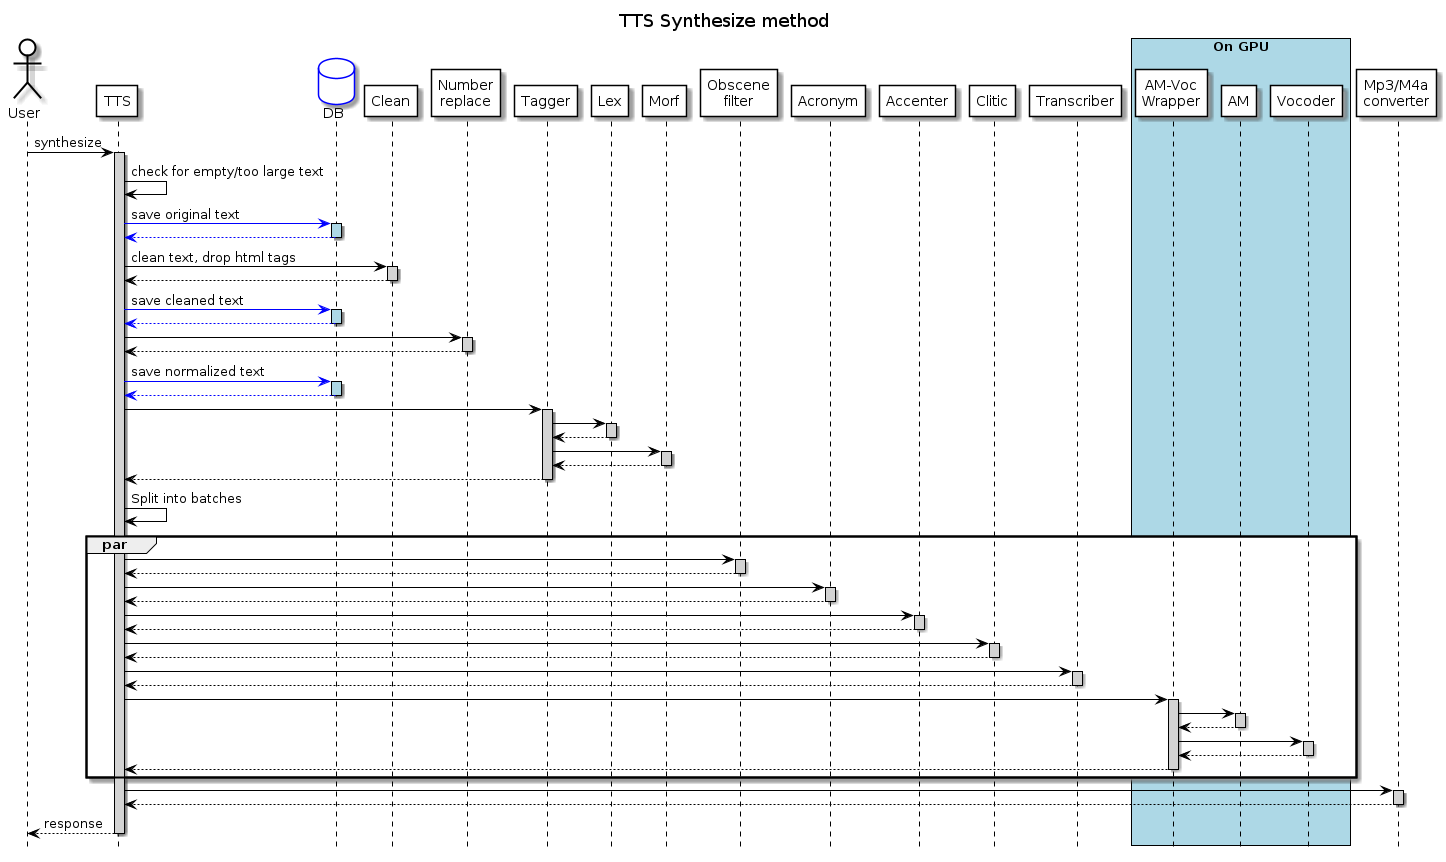 TTS Synthesize method
On GPU
User
TTS
DB
Clean
Number
replace
Tagger
Lex
Morf
Obscene
filter
Acronym
Accenter
Clitic
Transcriber
AM-Voc
Wrapper
AM
Vocoder
Mp3/M4a
converter
synthesize
check for empty/too large text
save original text
clean text, drop html tags
save cleaned text
save normalized text
Split into batches
par
response